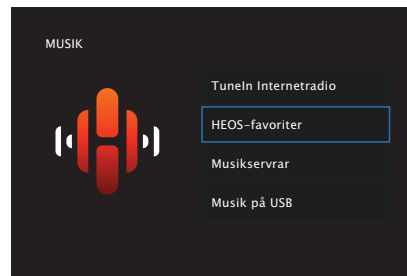 MUSIK
TuneIn Internetradio
HEOS-favoriter
Musikservrar
Musik på USB